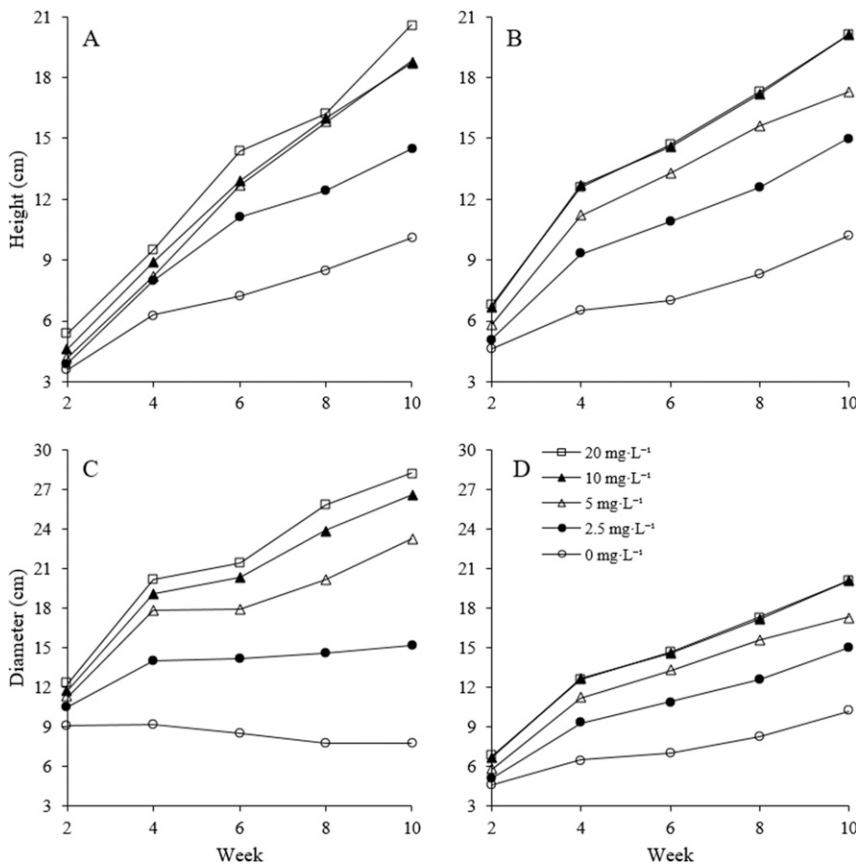 A
Height (cm)
21
18
15
12
9
6
3
2 4 6 8 10
B
21
18
15
12
9
6
3
2 4 6 8 10
C
Diameter (cm)
30
27
24
21
18
15
12
9
6
3
2 4 6 8 10
Week
D
30
27
24
21
18
15
12
9
6
3
20 mg·L⁻¹
10 mg·L⁻¹
5 mg·L⁻¹
2.5 mg·L⁻¹
0 mg·L⁻¹
2 4 6 8 10
Week